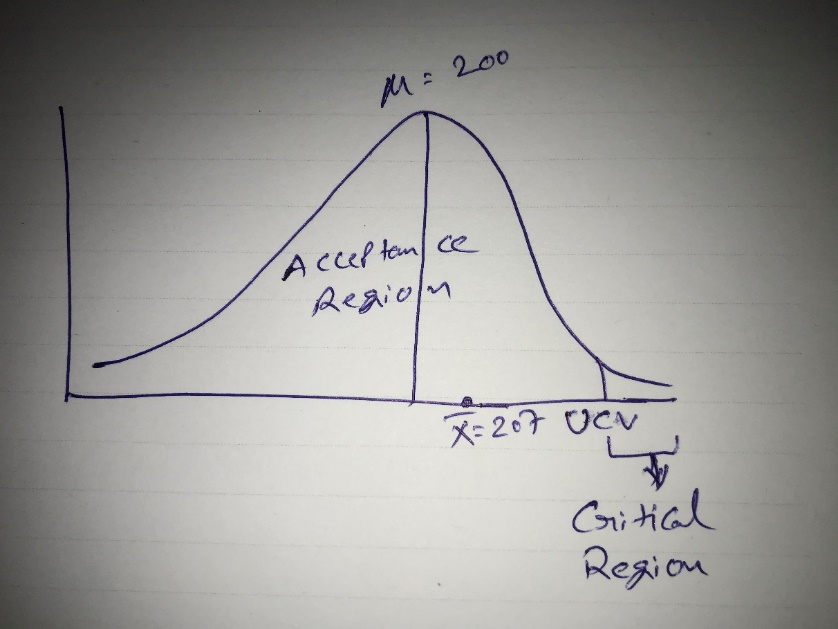 μ = 200
Acceptance
Region
x̄=207 UCV
Critical
Region